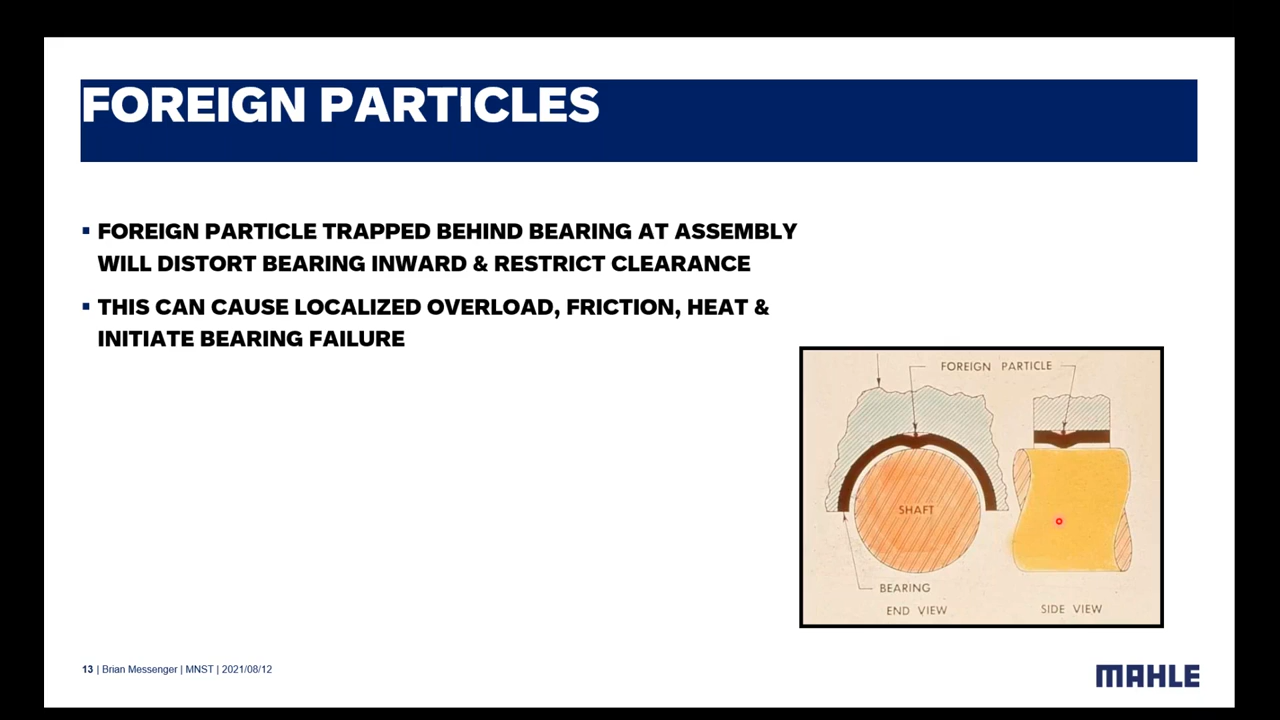 FOREIGN PARTICLES
▪ FOREIGN PARTICLE TRAPPED BEHIND BEARING AT ASSEMBLY
WILL DISTORT BEARING INWARD & RESTRICT CLEARANCE
▪ THIS CAN CAUSE LOCALIZED OVERLOAD, FRICTION, HEAT &
INITIATE BEARING FAILURE
FOREIGN PARTICLE
SHAFT
BEARING
END VIEW
SIDE VIEW
13 | Brian Messenger | MNST | 2021/08/12
MAHLE